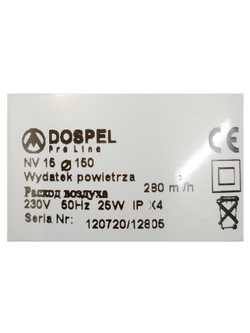 DOSPEL
Pro Line
NV 15 Ø 150
Wydatek powietrza
Расход воздуха 280 m³/h
230V 50Hz 25W IP X4
Seria Nr: 120720/12805
CE